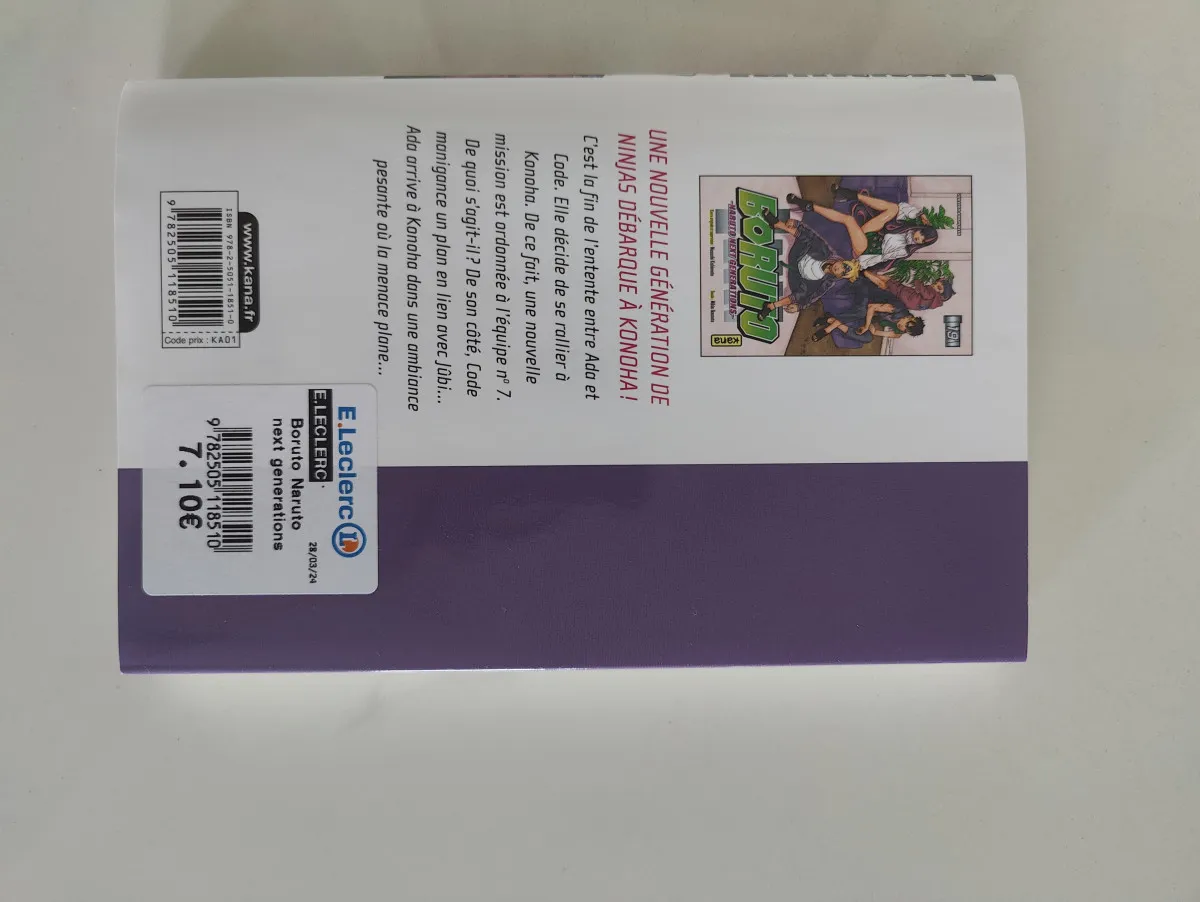 BORUTO
-NARUTO NEXT GENERATIONS-
19
kana
UNE NOUVELLE GÉNÉRATION DE
NINJAS DÉBARQUE À KONOHA !
C'est la fin de l'entente entre Ada et
Code. Elle décide de se rallier à
Konoha. De ce fait, une nouvelle
mission est ordonnée à l'équipe n° 7.
De quoi s'agit-il ? De son côté, Code
manigance un plan en lien avec Jûbi...
Ada arrive à Konoha dans une ambiance
pesante où la menace plane...
www.kana.fr
ISBN 978-2-5051-1851-0
9 782505 118510
Code prix : KA01
E.Leclerc L
E.LECLERC
28/03/24
Boruto Naruto
next generations
9 782505 118510
7.10€